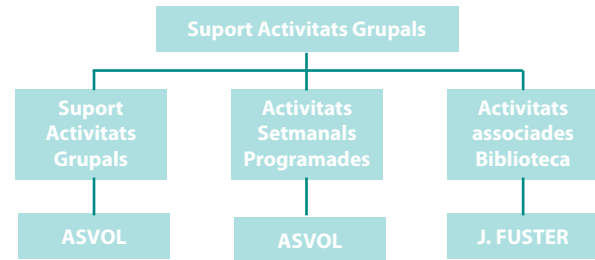 Suport Activitats Grupals
Suport
Activitats
Grupals
Activitats
Setmanals
Programades
Activitats
associades
Biblioteca
ASVOL
ASVOL
J. FUSTER